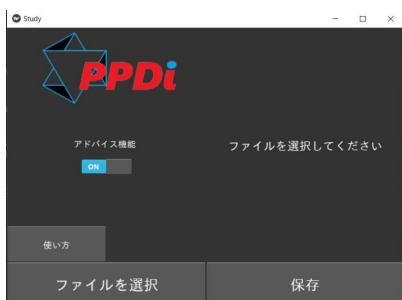 Study
PPDi
アドバイス機能
ON
ファイルを選択してください
使い方
ファイルを選択
保存